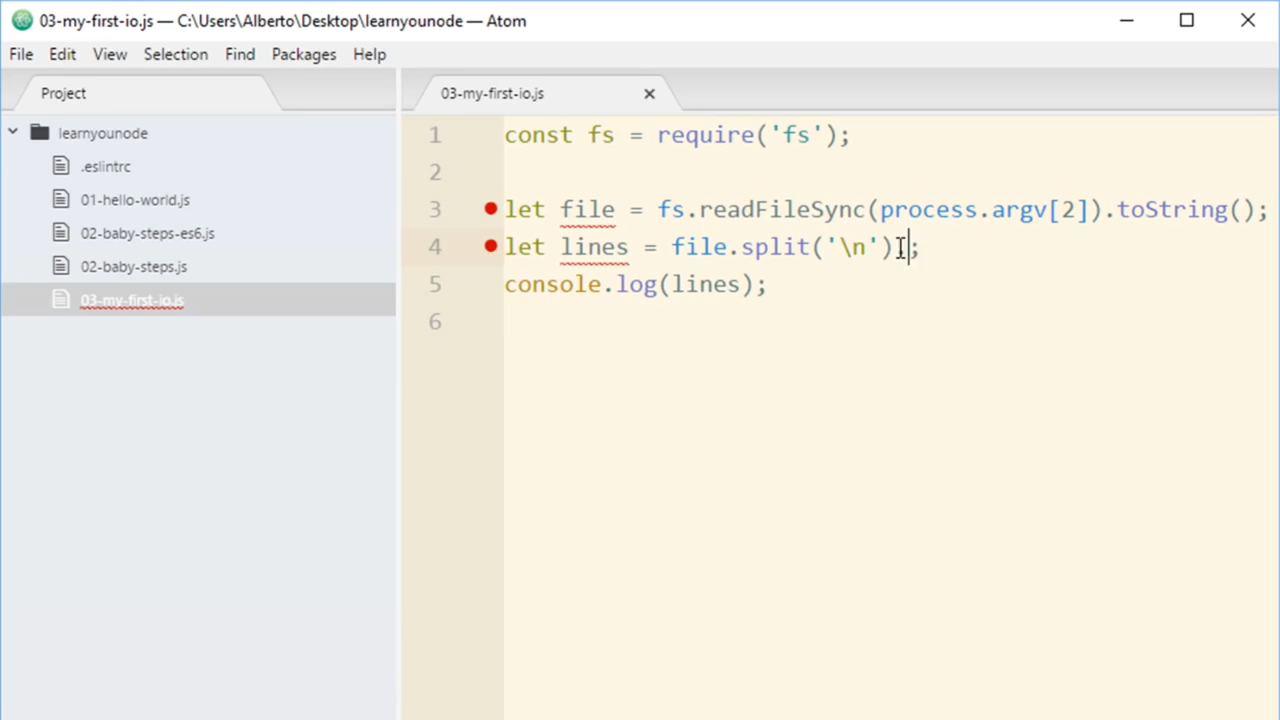 03-my-first-io.js — C:\Users\Alberto\Desktop\learnyounode — Atom
File Edit View Selection Find Packages Help
Project
03-my-first-io.js
learnyounode
.eslintrc
01-hello-world.js
02-baby-steps-es6.js
02-baby-steps.js
03-my-first-io.js
1 const fs = require('fs');
2
3 let file = fs.readFileSync(process.argv[2]).toString();
4 let lines = file.split('\n');
5 console.log(lines);
6